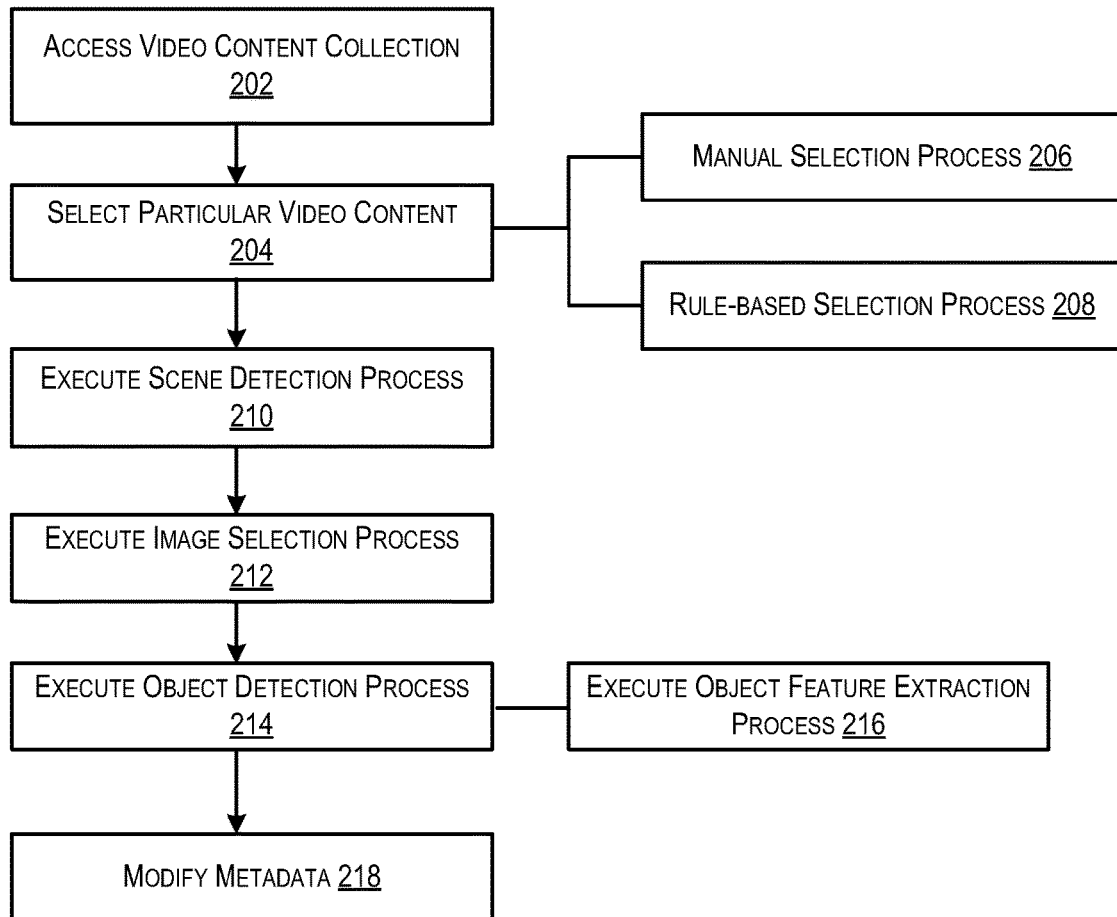 ACCESS VIDEO CONTENT COLLECTION
202
SELECT PARTICULAR VIDEO CONTENT
204
MANUAL SELECTION PROCESS 206
RULE-BASED SELECTION PROCESS 208
EXECUTE SCENE DETECTION PROCESS
210
EXECUTE IMAGE SELECTION PROCESS
212
EXECUTE OBJECT DETECTION PROCESS
214
EXECUTE OBJECT FEATURE EXTRACTION
PROCESS 216
MODIFY METADATA 218